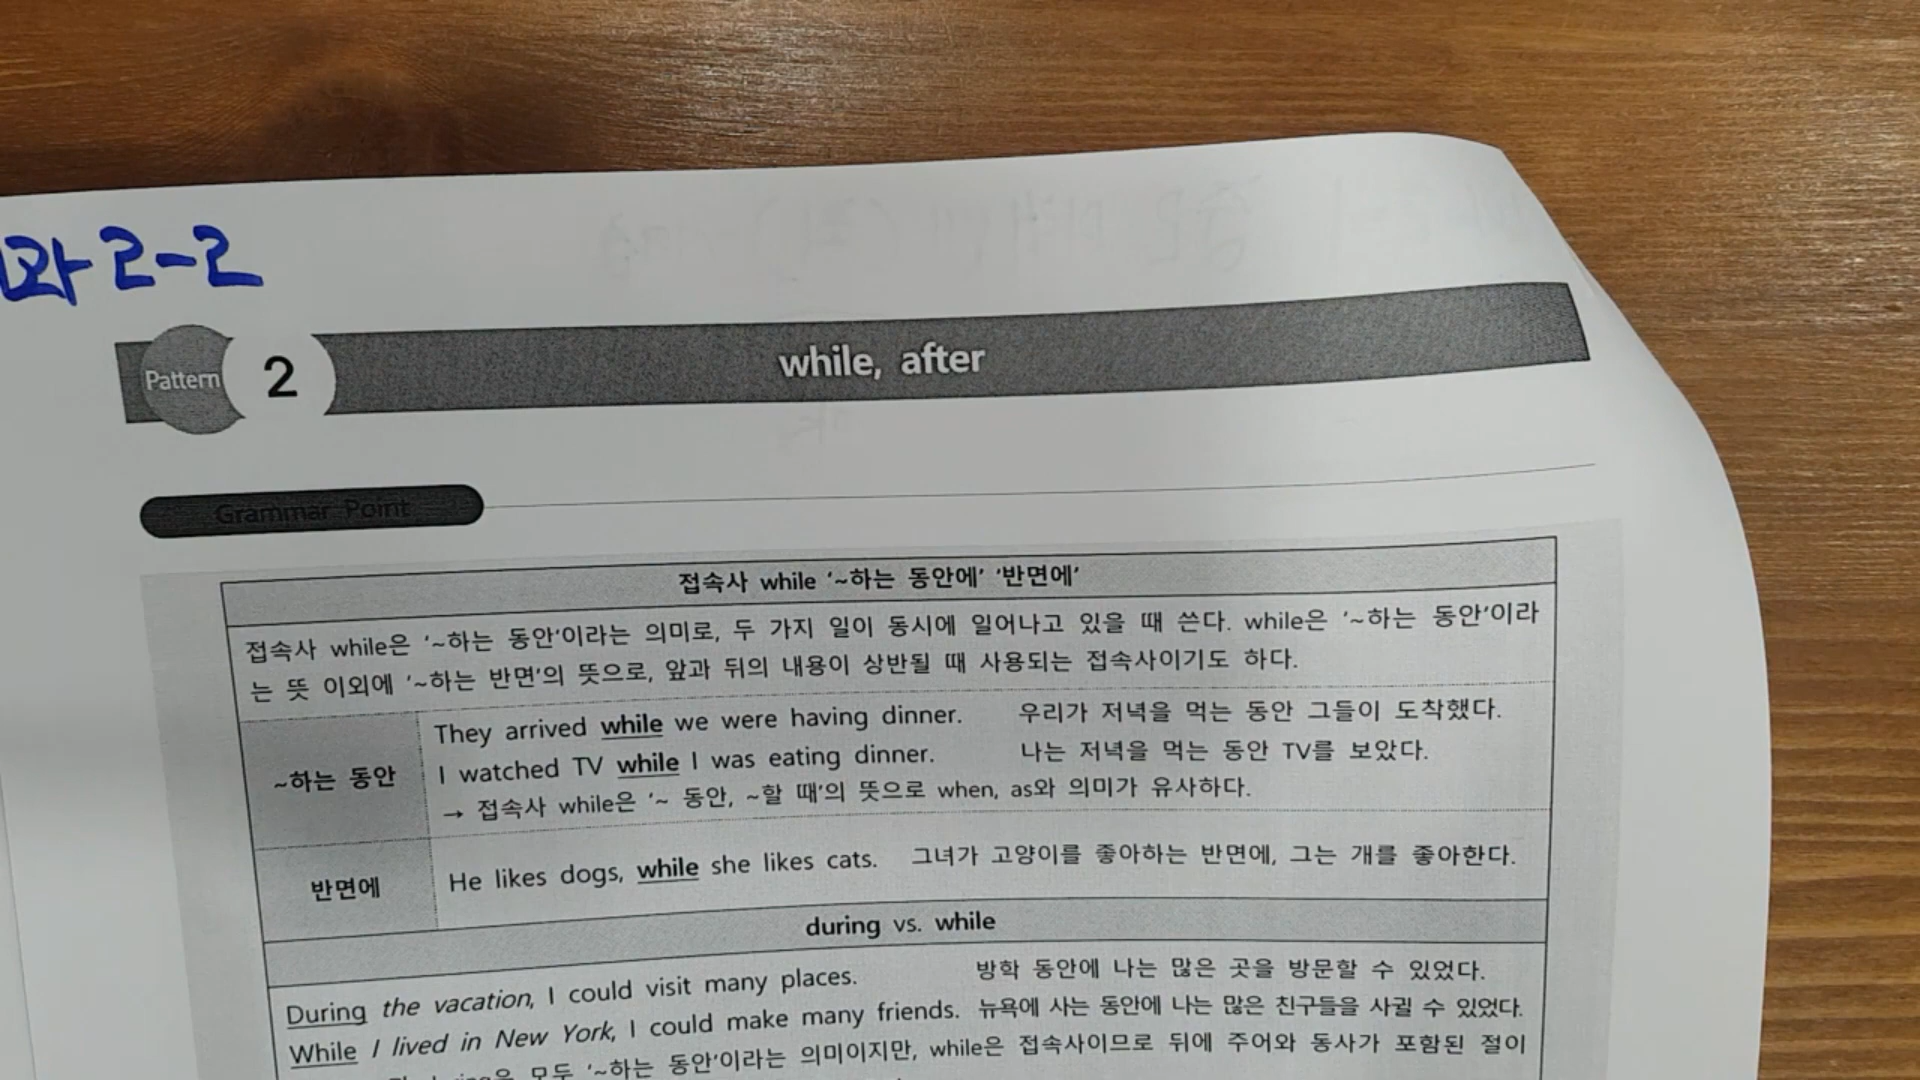 과 2-2
Pattern 2 while, after
Grammar Point
접속사 while '~하는 동안에' '반면에'
접속사 while은 '~하는 동안'이라는 의미로, 두 가지 일이 동시에 일어나고 있을 때 쓴다. while은 '~하는 동안'이라
는 뜻 이외에 '~하는 반면'의 뜻으로, 앞과 뒤의 내용이 상반될 때 사용되는 접속사이기도 하다.
~하는 동안
They arrived while we were having dinner. 우리가 저녁을 먹는 동안 그들이 도착했다.
I watched TV while I was eating dinner. 나는 저녁을 먹는 동안 TV를 보았다.
→ 접속사 while은 '~ 동안, ~할 때'의 뜻으로 when, as와 의미가 유사하다.
반면에
He likes dogs, while she likes cats. 그녀가 고양이를 좋아하는 반면에, 그는 개를 좋아한다.
during vs. while
During the vacation, I could visit many places. 방학 동안에 나는 많은 곳을 방문할 수 있었다.
While I lived in New York, I could make many friends. 뉴욕에 사는 동안에 나는 많은 친구들을 사귈 수 있었다.
모두 '~하는 동안'이라는 의미이지만, while은 접속사이므로 뒤에 주어와 동사가 포함된 절이